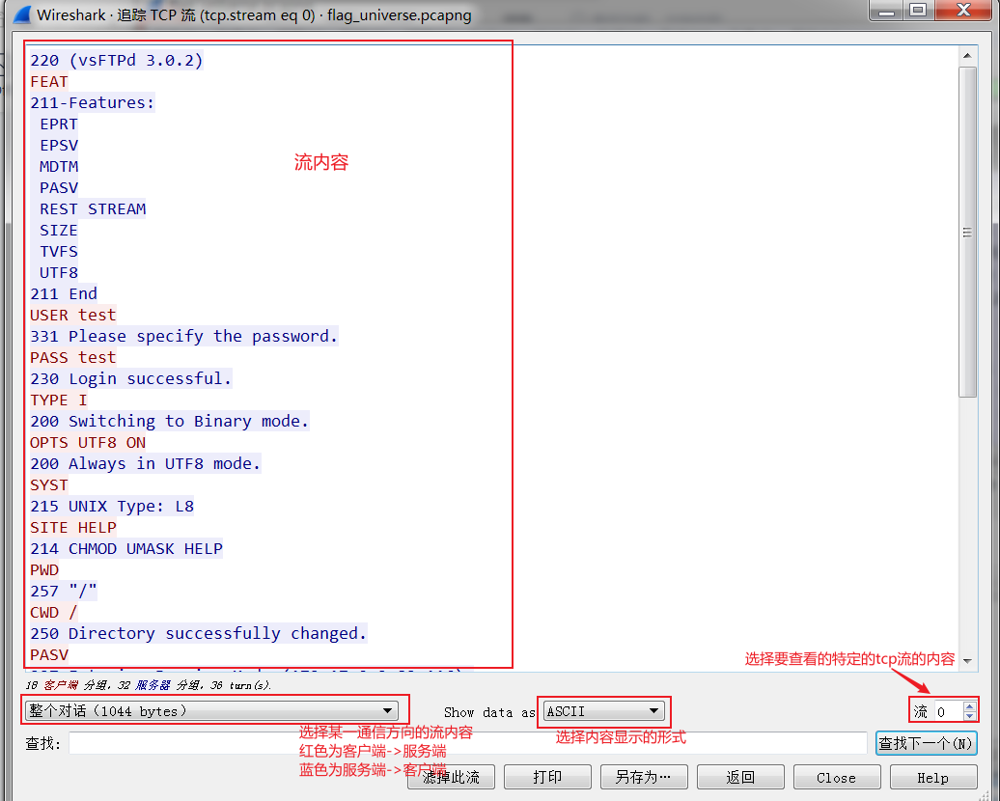 Wireshark · 追踪 TCP 流 (tcp.stream eq 0) · flag_universe.pcapng
220 (vsFTPd 3.0.2)
FEAT
211-Features:
EPRT
EPSV
MDTM
PASV
REST STREAM
SIZE
TVFS
UTF8
211 End
USER test
331 Please specify the password.
PASS test
230 Login successful.
TYPE I
200 Switching to Binary mode.
OPTS UTF8 ON
200 Always in UTF8 mode.
SYST
215 UNIX Type: L8
SITE HELP
214 CHMOD UMASK HELP
PWD
257 "/"
CWD /
250 Directory successfully changed.
PASV
流内容
选择要查看的特定的tcp流的内容
客户端 分组, 32 服务器 分组, 36 turn(s).
整个对话 (1044 bytes)
Show data as ASCII
流 0
选择某一通信方向的流内容
红色为客户端->服务端
蓝色为服务端->客户端
选择内容显示的形式
查找:
查找下一个(N)
滤掉此流
打印
另存为…
返回
Close
Help